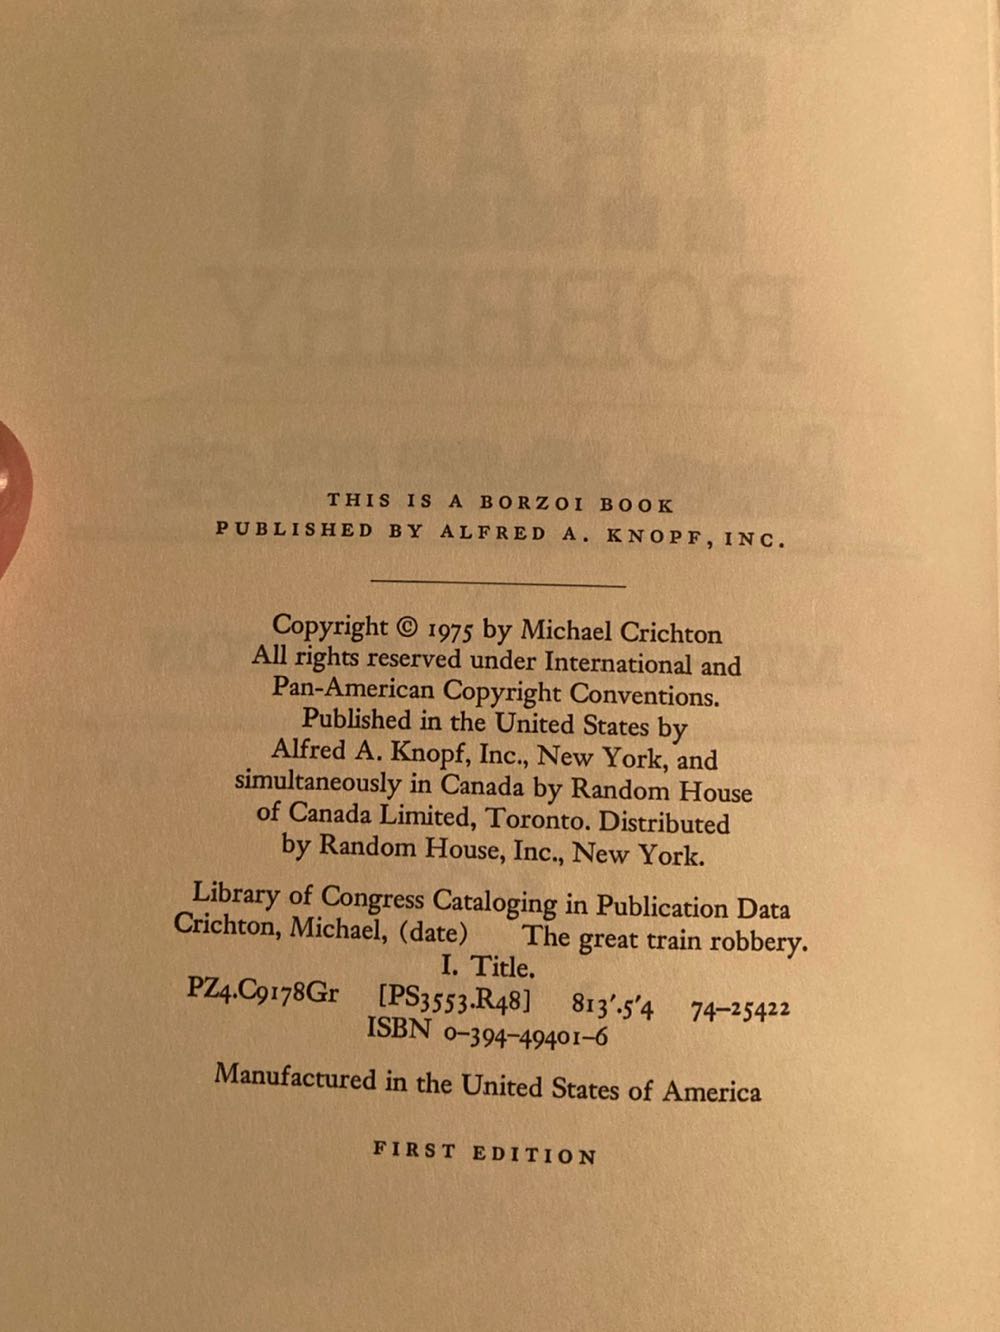 THIS IS A BORZOI BOOK
PUBLISHED BY ALFRED A. KNOPF, INC.
Copyright © 1975 by Michael Crichton
All rights reserved under International and
Pan-American Copyright Conventions.
Published in the United States by
Alfred A. Knopf, Inc., New York, and
simultaneously in Canada by Random House
of Canada Limited, Toronto. Distributed
by Random House, Inc., New York.
Library of Congress Cataloging in Publication Data
Crichton, Michael, (date) The great train robbery.
I. Title.
PZ4.C9178Gr [PS3553.R48] 813'.5'4 74–25422
ISBN 0–394–49401–6
Manufactured in the United States of America
FIRST EDITION